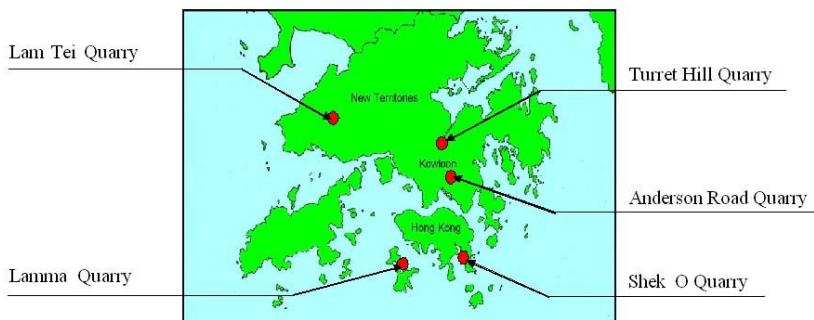 Lam Tei Quarry
Turret Hill Quarry
New Territories
Kowloon
Anderson Road Quarry
Hong Kong
Lamma Quarry
Shek O Quarry